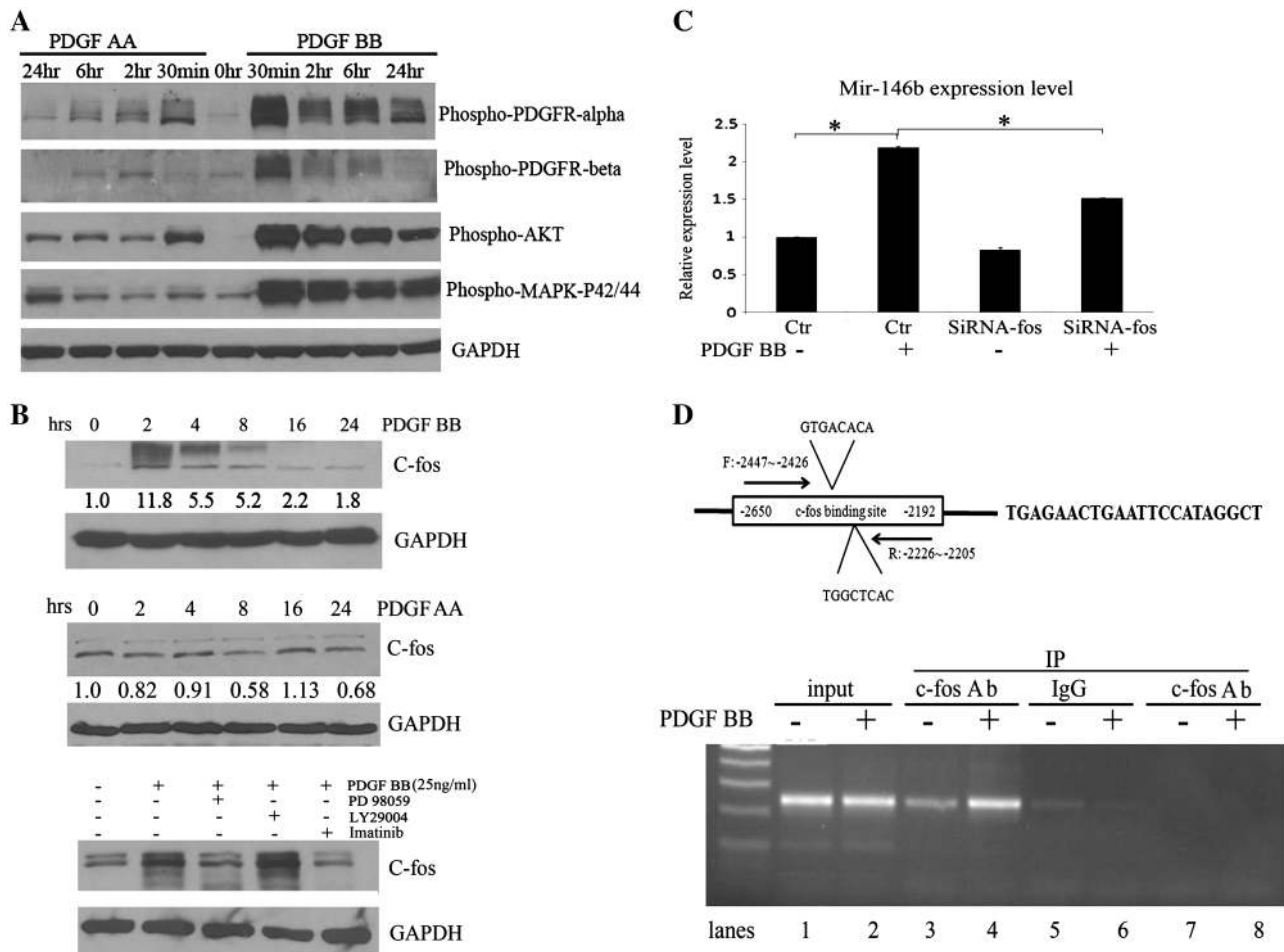 A
PDGF AA PDGF BB
24hr 6hr 2hr 30min 0hr 30min 2hr 6hr 24hr
Phospho-PDGFR-alpha
Phospho-PDGFR-beta
Phospho-AKT
Phospho-MAPK-P42/44
GAPDH
B
hrs 0 2 4 8 16 24 PDGF BB
C-fos
1.0 11.8 5.5 5.2 2.2 1.8
GAPDH
hrs 0 2 4 8 16 24 PDGF AA
C-fos
1.0 0.82 0.91 0.58 1.13 0.68
GAPDH
- + + + + PDGF BB(25ng/ml)
- - + - - PD 98059
- - - + - LY29004
- - - - + Imatinib
C-fos
GAPDH
C
Mir-146b expression level
Relative expression level
2.5
2
1.5
1
0.5
0
* *
Ctr Ctr SiRNA-fos SiRNA-fos
PDGF BB - + - +
D
GTGACACA
F:-2447~-2426
-2650 c-fos binding site -2192
TGAGAACTGAATTCCATAGGCT
R:-2226~-2205
TGGCTCAC
IP
input c-fos Ab IgG c-fos Ab
PDGF BB - + - + - + - +
lanes 1 2 3 4 5 6 7 8